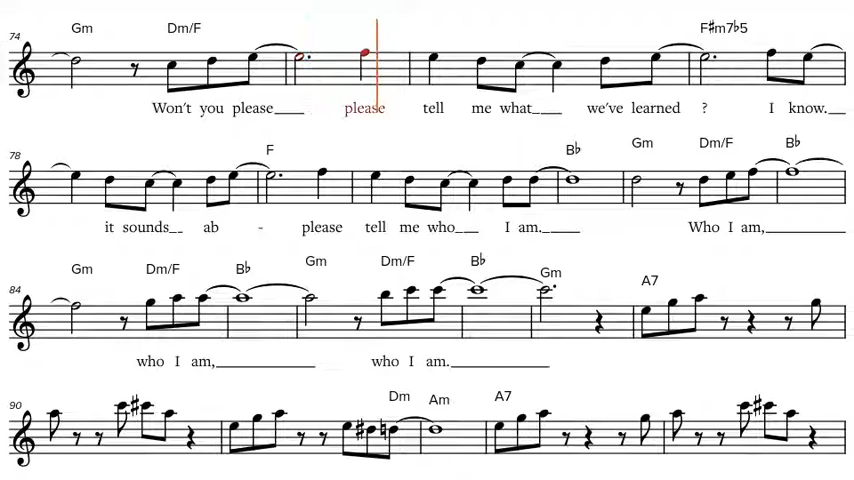 Gm Dm/F F♯m7♭5
74
Won't you please___ please tell me what___ we've learned ? I know.__
F B♭ Gm Dm/F B♭
78
it sounds__ ab - please tell me who___ I am.____ Who I am,__________
Gm Dm/F B♭ Gm Dm/F B♭ Gm A7
84
who I am,____________ who I am.____________
Dm Am A7
90